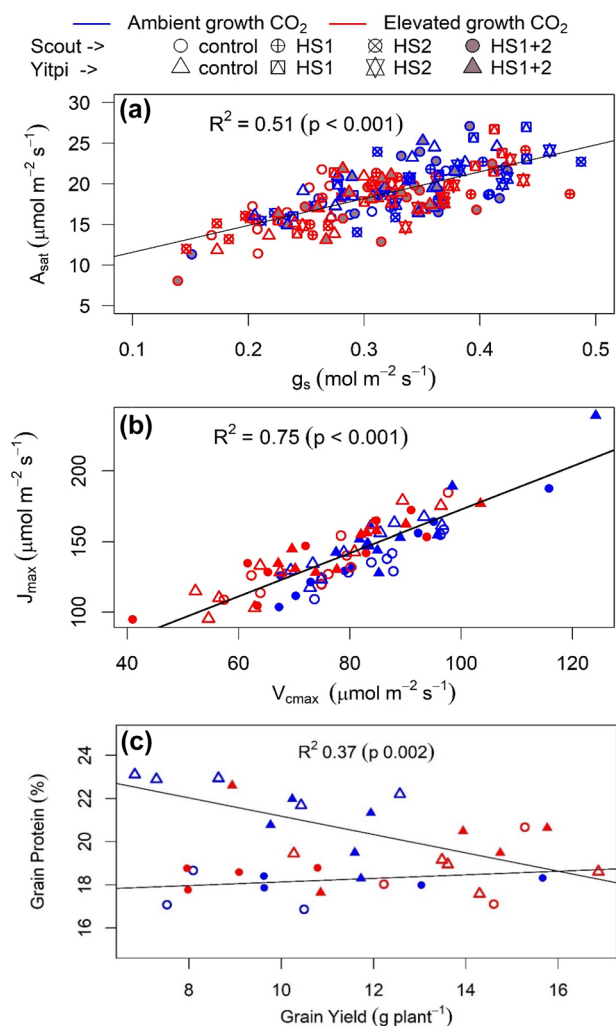 Ambient growth CO₂ Elevated growth CO₂
Scout -> control HS1 HS2 HS1+2
Yitpi -> control HS1 HS2 HS1+2
(a)
R² = 0.51 (p < 0.001)
30
25
20
15
10
5
A_sat (μmol m⁻² s⁻¹)
0.1 0.2 0.3 0.4 0.5
g_s (mol m⁻² s⁻¹)
(b)
R² = 0.75 (p < 0.001)
200
150
100
J_max (μmol m⁻² s⁻¹)
40 60 80 100 120
V_cmax (μmol m⁻² s⁻¹)
(c)
R² 0.37 (p 0.002)
24
22
20
18
16
Grain Protein (%)
8 10 12 14 16
Grain Yield (g plant⁻¹)